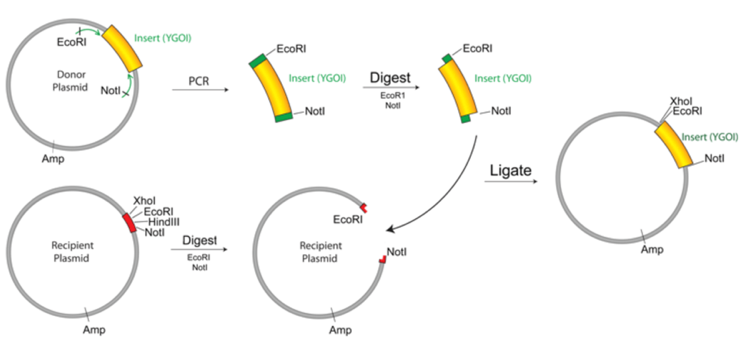 EcoRI
Insert (YGOI)
Donor
Plasmid
NotI
Amp
PCR
EcoRI
Insert (YGOI)
NotI
Digest
EcoR1
NotI
EcoRI
Insert (YGOI)
NotI
Ligate
XhoI
EcoRI
Insert (YGOI)
NotI
Amp
XhoI
EcoRI
HindIII
NotI
Recipient
Plasmid
Amp
Digest
EcoRI
NotI
EcoRI
NotI
Recipient
Plasmid
Amp